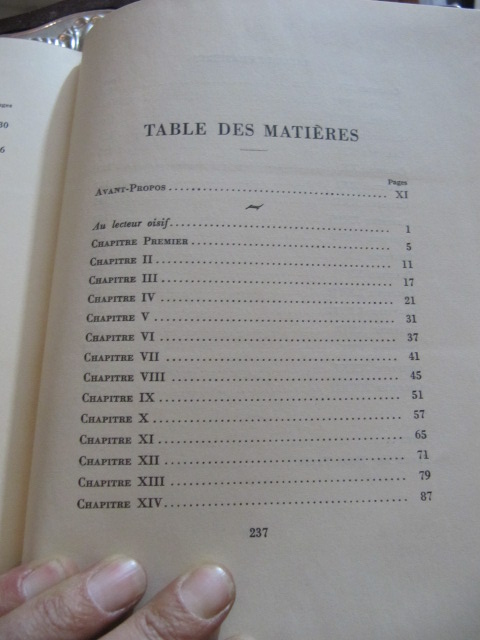 TABLE DES MATIÈRES
Pages
AVANT-PROPOS ........................................ XI
Au lecteur oisif ........................................ 1
CHAPITRE PREMIER ........................................ 5
CHAPITRE II ........................................ 11
CHAPITRE III ........................................ 17
CHAPITRE IV ........................................ 21
CHAPITRE V ........................................ 31
CHAPITRE VI ........................................ 37
CHAPITRE VII ........................................ 41
CHAPITRE VIII ........................................ 45
CHAPITRE IX ........................................ 51
CHAPITRE X ........................................ 57
CHAPITRE XI ........................................ 65
CHAPITRE XII ........................................ 71
CHAPITRE XIII ........................................ 79
CHAPITRE XIV ........................................ 87
237